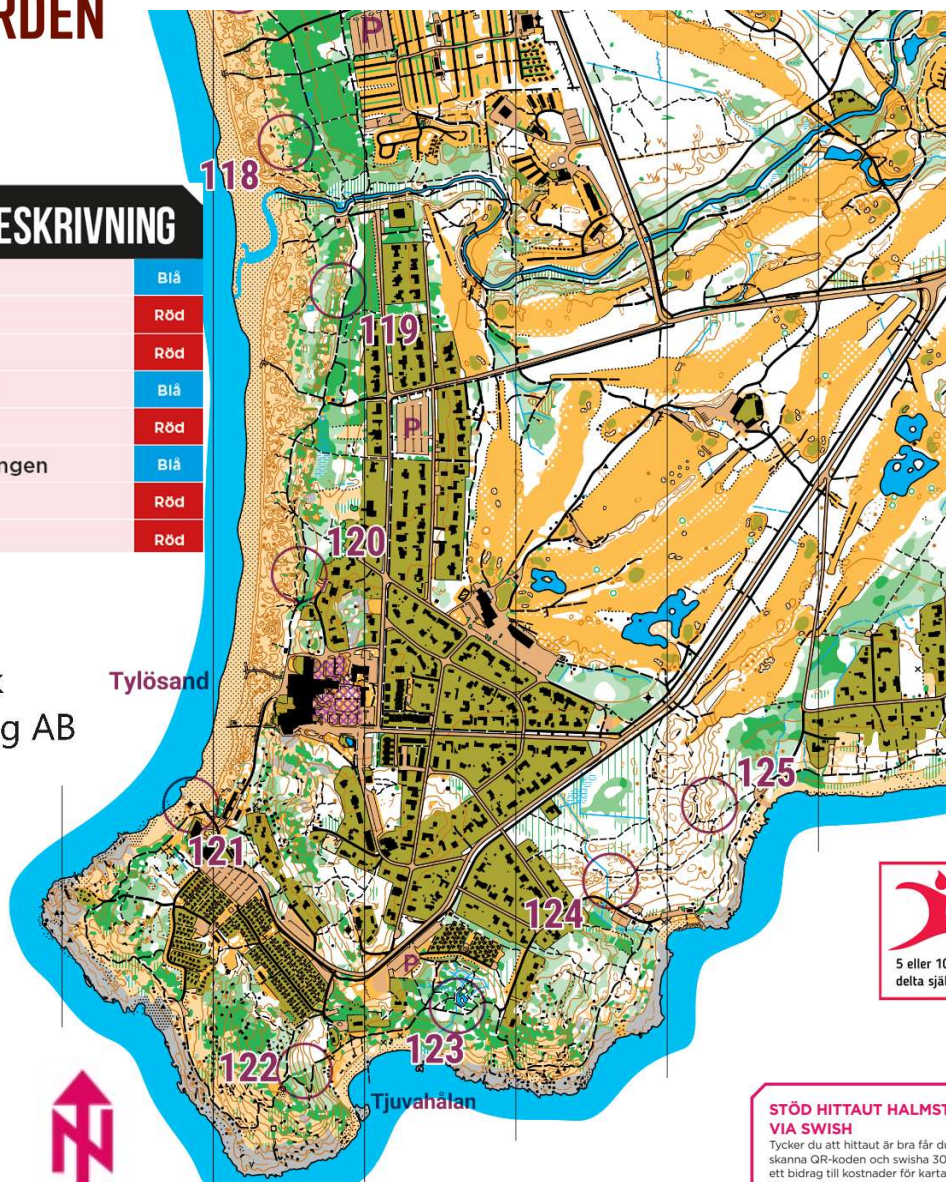 RDEN
P
118
ESKRIVNING
Blå
Röd
119
Röd
Blå
Röd
P
ngen
Blå
Röd
120
Röd
k
Tylösand
g AB
125
121
124
P
5 eller 10
delta själ
123
122
Tjuvahålan
N
STÖD HITTAUT HALMST
VIA SWISH
Tycker du att hittaut är bra får du
skanna QR-koden och swisha 30
ett bidrag till kostnader för karta